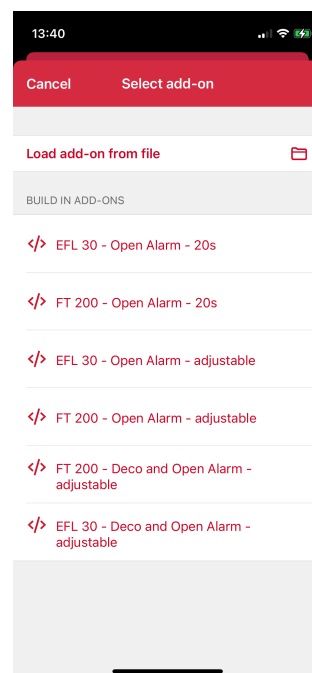 13:40
Cancel
Select add-on
Load add-on from file
BUILD IN ADD-ONS
</> EFL 30 - Open Alarm - 20s
</> FT 200 - Open Alarm - 20s
</> EFL 30 - Open Alarm - adjustable
</> FT 200 - Open Alarm - adjustable
</> FT 200 - Deco and Open Alarm -
adjustable
</> EFL 30 - Deco and Open Alarm -
adjustable